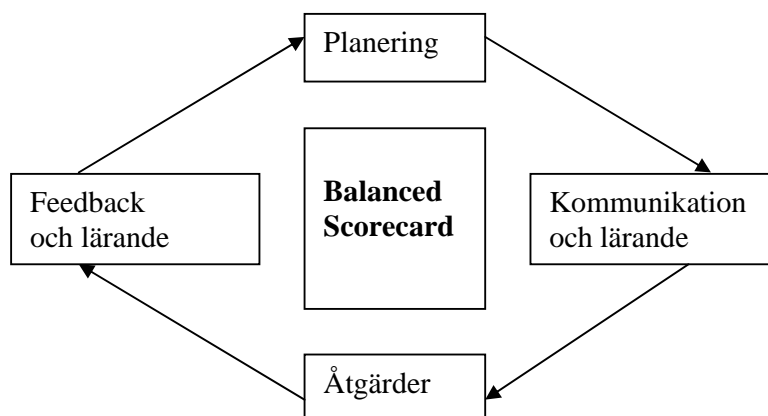 Planering
Feedback
och lärande
Balanced
Scorecard
Kommunikation
och lärande
Åtgärder